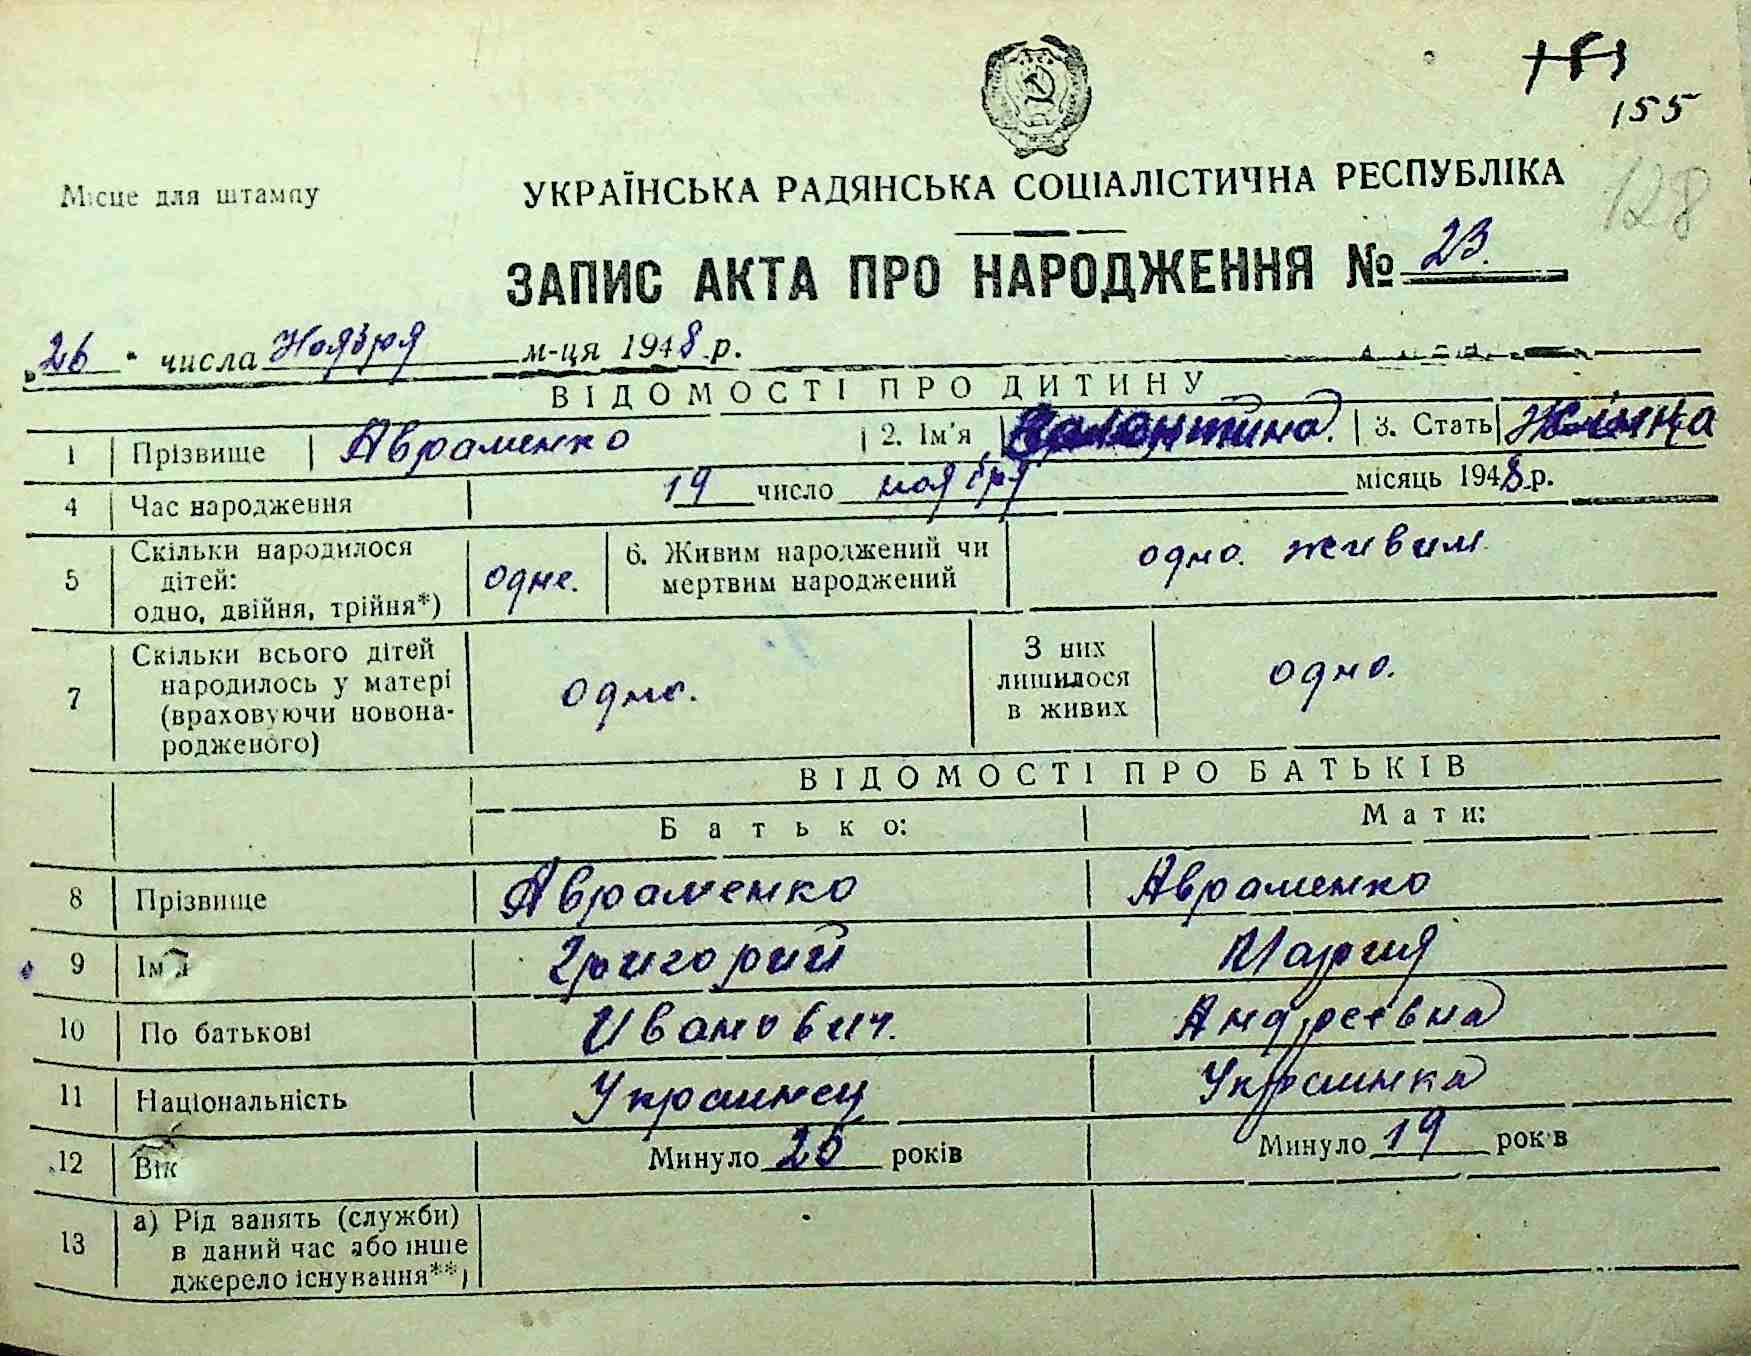 155
128
Місце для штампу
УКРАЇНСЬКА РАДЯНСЬКА СОЦІАЛІСТИЧНА РЕСПУБЛІКА
ЗАПИС АКТА ПРО НАРОДЖЕННЯ № 23.
„26" числа Ноября м-ця 1948 р.
ВІДОМОСТІ ПРО ДИТИНУ
1 Прізвище Авраменко 2. Ім'я Валентина. 3. Стать Жінка
4 Час народження 19 число ноября місяць 1948 р.
5 Скільки народилося дітей: одно, двійня, трійня*) одне. 6. Живим народжений чи мертвим народжений одно. живим
7 Скільки всього дітей народилось у матері (враховуючи новонародженого) одно. З них лишилося в живих одно.
ВІДОМОСТІ ПРО БАТЬКІВ
Батько: Мати:
8 Прізвище Авраменко Авраменко
9 Ім'я Григорий Мария
10 По батькові Иванович. Андреевна
11 Національність Украинец Украинка
12 Вік Минуло 20 років Минуло 19 років
13 а) Рід занять (служби) в даний час або інше джерело існування**)